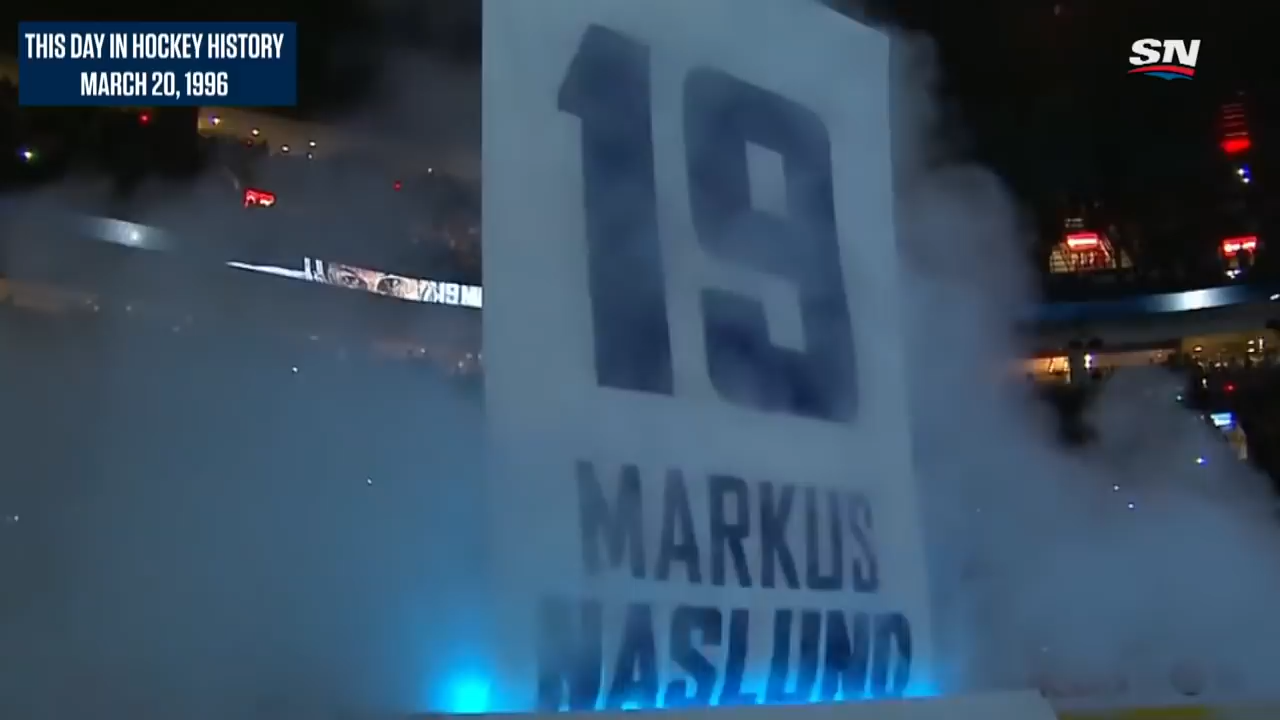 THIS DAY IN HOCKEY HISTORY
MARCH 20, 1996
SN
19
MARKUS
NASLUND